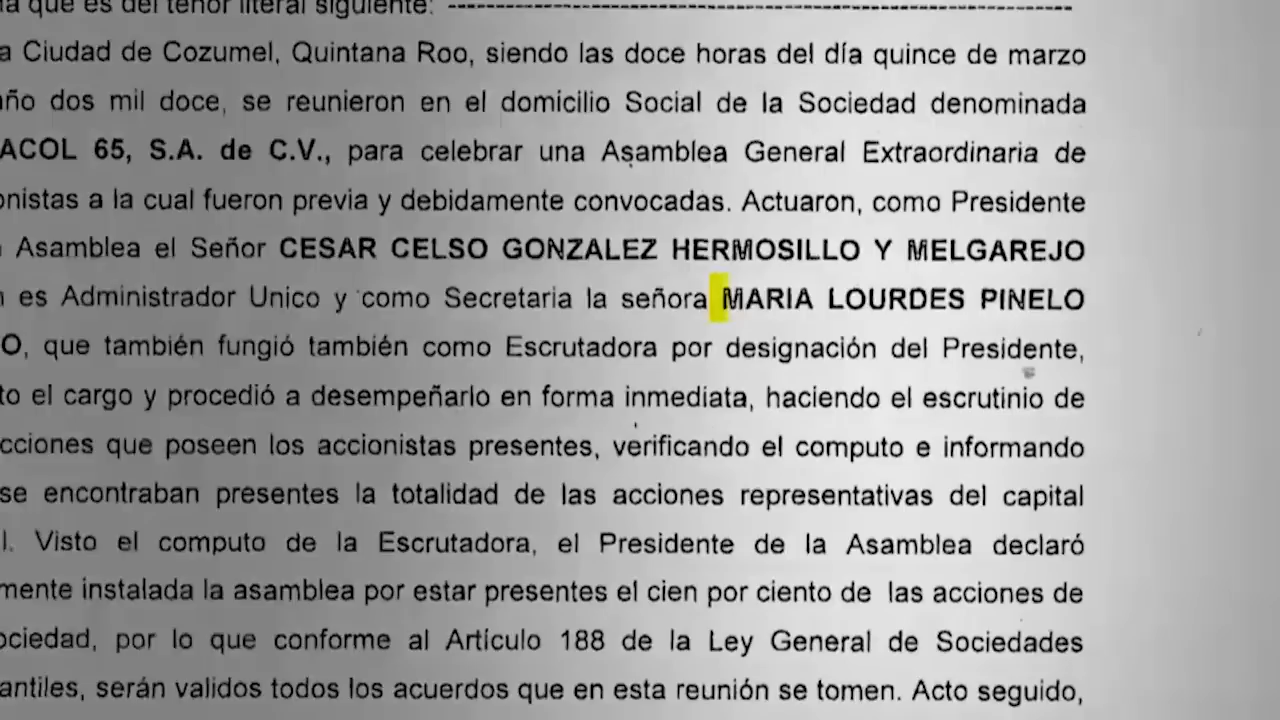 que es del tenor literal siguiente: ----------------------------------------
a Ciudad de Cozumel, Quintana Roo, siendo las doce horas del día quince de marzo
año dos mil doce, se reunieron en el domicilio Social de la Sociedad denominada
ACOL 65, S.A. de C.V., para celebrar una Asamblea General Extraordinaria de
onistas a la cual fueron previa y debidamente convocadas. Actuaron, como Presidente
Asamblea el Señor CESAR CELSO GONZALEZ HERMOSILLO Y MELGAREJO
n es Administrador Unico y como Secretaria la señora MARIA LOURDES PINELO
O, que también fungió también como Escrutadora por designación del Presidente,
to el cargo y procedió a desempeñarlo en forma inmediata, haciendo el escrutinio de
cciones que poseen los accionistas presentes, verificando el computo e informando
se encontraban presentes la totalidad de las acciones representativas del capital
l. Visto el computo de la Escrutadora, el Presidente de la Asamblea declaró
mente instalada la asamblea por estar presentes el cien por ciento de las acciones de
ociedad, por lo que conforme al Artículo 188 de la Ley General de Sociedades
antiles, serán validos todos los acuerdos que en esta reunión se tomen. Acto seguido,